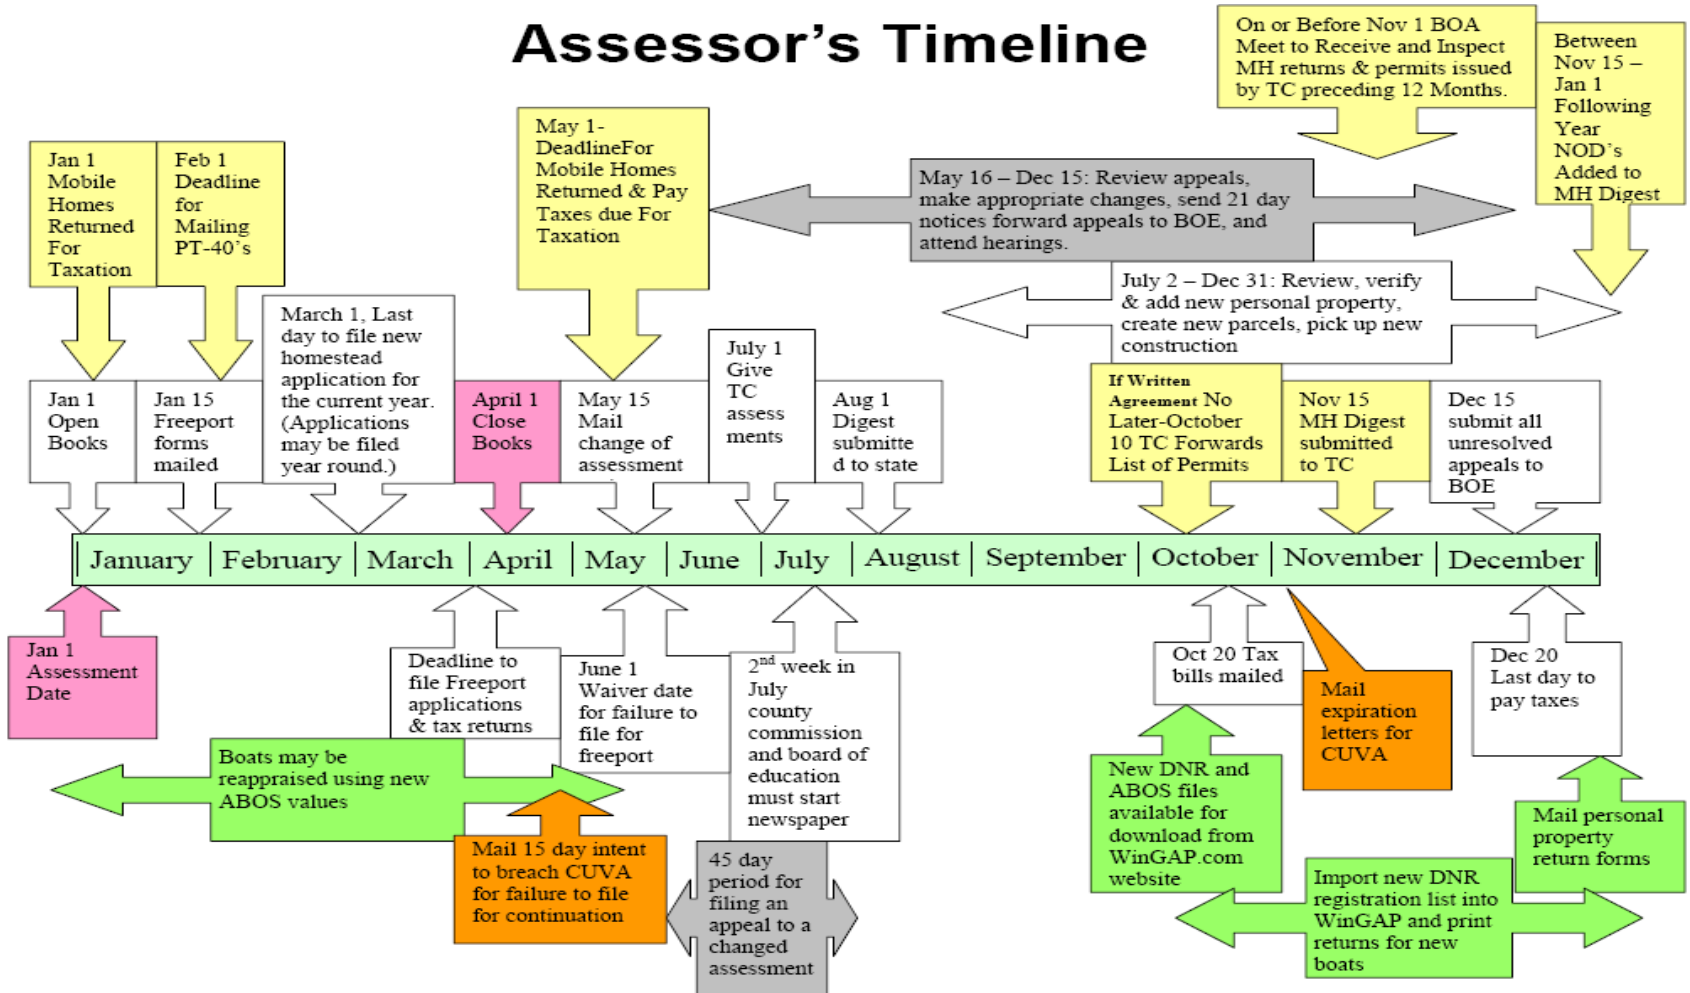 Assessor's Timeline
On or Before Nov 1 BOA
Meet to Receive and Inspect
MH returns & permits issued
by TC preceding 12 Months.
Between
Nov 15 –
Jan 1
Following
Year
NOD's
Added to
MH Digest
Jan 1
Mobile
Homes
Returned
For
Taxation
Feb 1
Deadline
for
Mailing
PT-40's
May 1-
DeadlineFor
Mobile Homes
Returned & Pay
Taxes due For
Taxation
May 16 – Dec 15: Review appeals,
make appropriate changes, send 21 day
notices forward appeals to BOE, and
attend hearings.
July 2 – Dec 31: Review, verify
& add new personal property,
create new parcels, pick up new
construction
March 1, Last
day to file new
homestead
application for
the current year.
(Applications
may be filed
year round.)
Jan 1
Open
Books
Jan 15
Freeport
forms
mailed
April 1
Close
Books
May 15
Mail
change of
assessment
July 1
Give
TC
assess
ments
Aug 1
Digest
submitte
d to state
If Written
Agreement No
Later-October
10 TC Forwards
List of Permits
Nov 15
MH Digest
submitted
to TC
Dec 15
submit all
unresolved
appeals to
BOE
January February March April May June July August September October November December
Jan 1
Assessment
Date
Deadline to
file Freeport
applications
& tax returns
June 1
Waiver date
for failure to
file for
freeport
2nd week in
July
county
commission
and board of
education
must start
newspaper
Oct 20 Tax
bills mailed
Mail
expiration
letters for
CUVA
Dec 20
Last day to
pay taxes
Boats may be
reappraised using new
ABOS values
Mail 15 day intent
to breach CUVA
for failure to file
for continuation
45 day
period for
filing an
appeal to a
changed
assessment
New DNR and
ABOS files
available for
download from
WinGAP.com
website
Import new DNR
registration list into
WinGAP and print
returns for new
boats
Mail personal
property
return forms